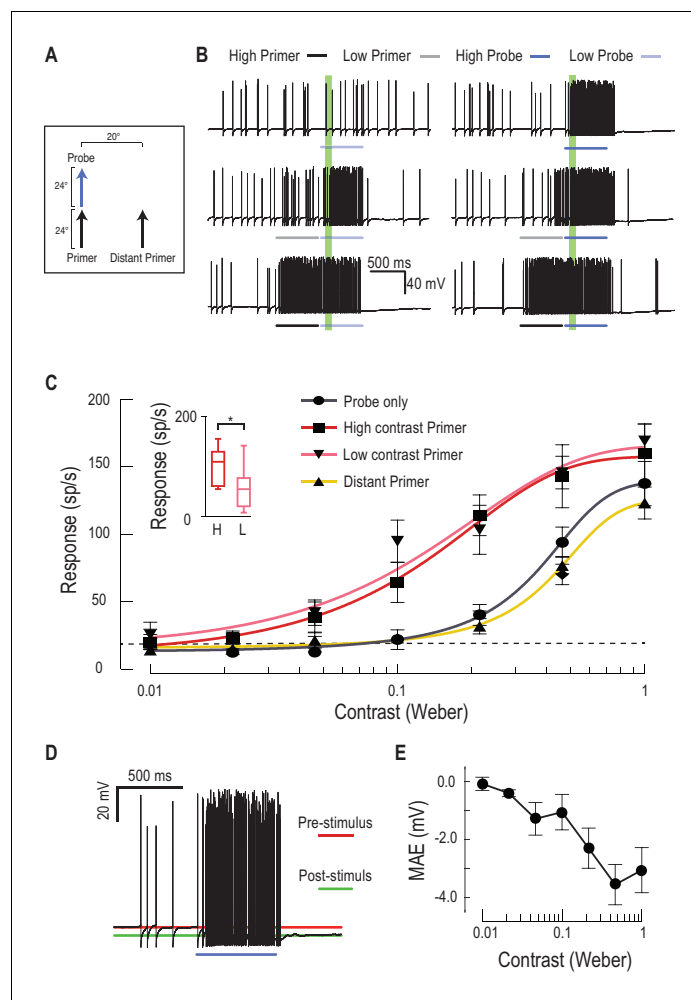 A
B
High Primer
Low Primer
High Probe
Low Probe
20°
Probe
24°
24°
Primer
Distant Primer
500 ms
40 mV
C
200
150
100
50
0
Response (sp/s)
200
0
Response (sp/s)
*
H
L
Probe only
High contrast Primer
Low contrast Primer
Distant Primer
0.01
0.1
1
Contrast (Weber)
D
500 ms
20 mV
Pre-stimulus
Post-stimuls
E
0.0
-2.0
-4.0
MAE (mV)
0.01
0.1
1
Contrast (Weber)